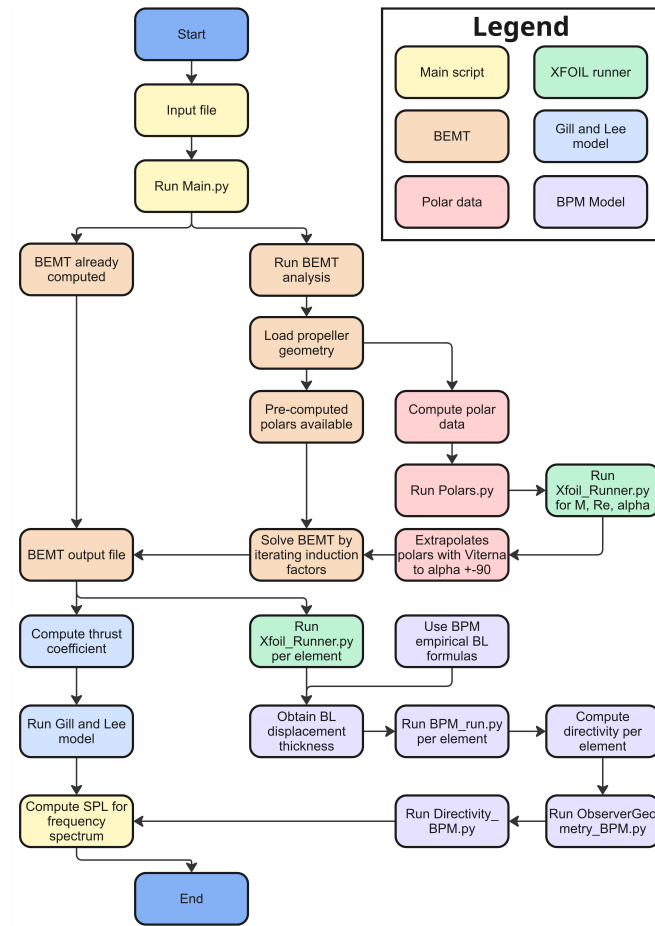 Start
Input file
Run Main.py
Legend
Main script
XFOIL runner
BEMT
Gill and Lee
model
Polar data
BPM Model
BEMT already
computed
Run BEMT
analysis
Load propeller
geometry
Pre-computed
polars available
Compute polar
data
Run Polars.py
Run
Xfoil_Runner.py
for M, Re, alpha
BEMT output file
Solve BEMT by
iterating induction
factors
Extrapolates
polars with Viterna
to alpha +-90
Compute thrust
coefficient
Run
Xfoil_Runner.py
per element
Use BPM
empirical BL
formulas
Run Gill and Lee
model
Obtain BL
displacement
thickness
Run BPM_run.py
per element
Compute
directivity per
element
Compute SPL for
frequency
spectrum
Run Directivity_
BPM.py
Run ObserverGeo
metry_BPM.py
End